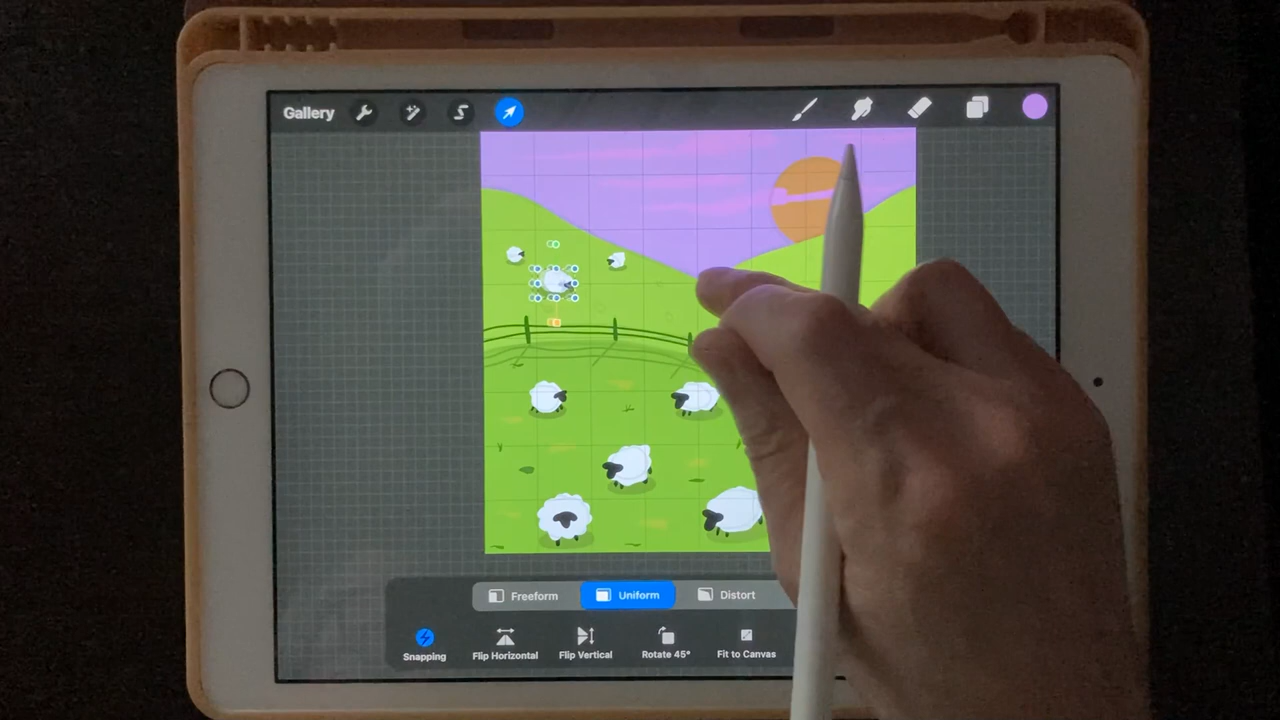 Gallery
Freeform Uniform Distort
Snapping Flip Horizontal Flip Vertical Rotate 45° Fit to Canvas